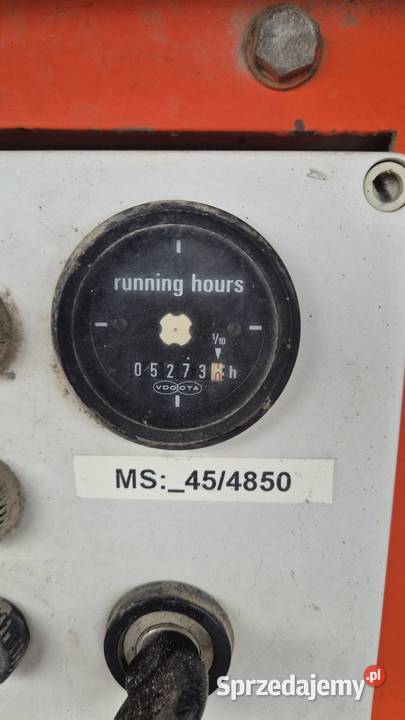 running hours
1/10
05273 h
VDO OTA
MS:_45/4850
Sprzedajemy.pl